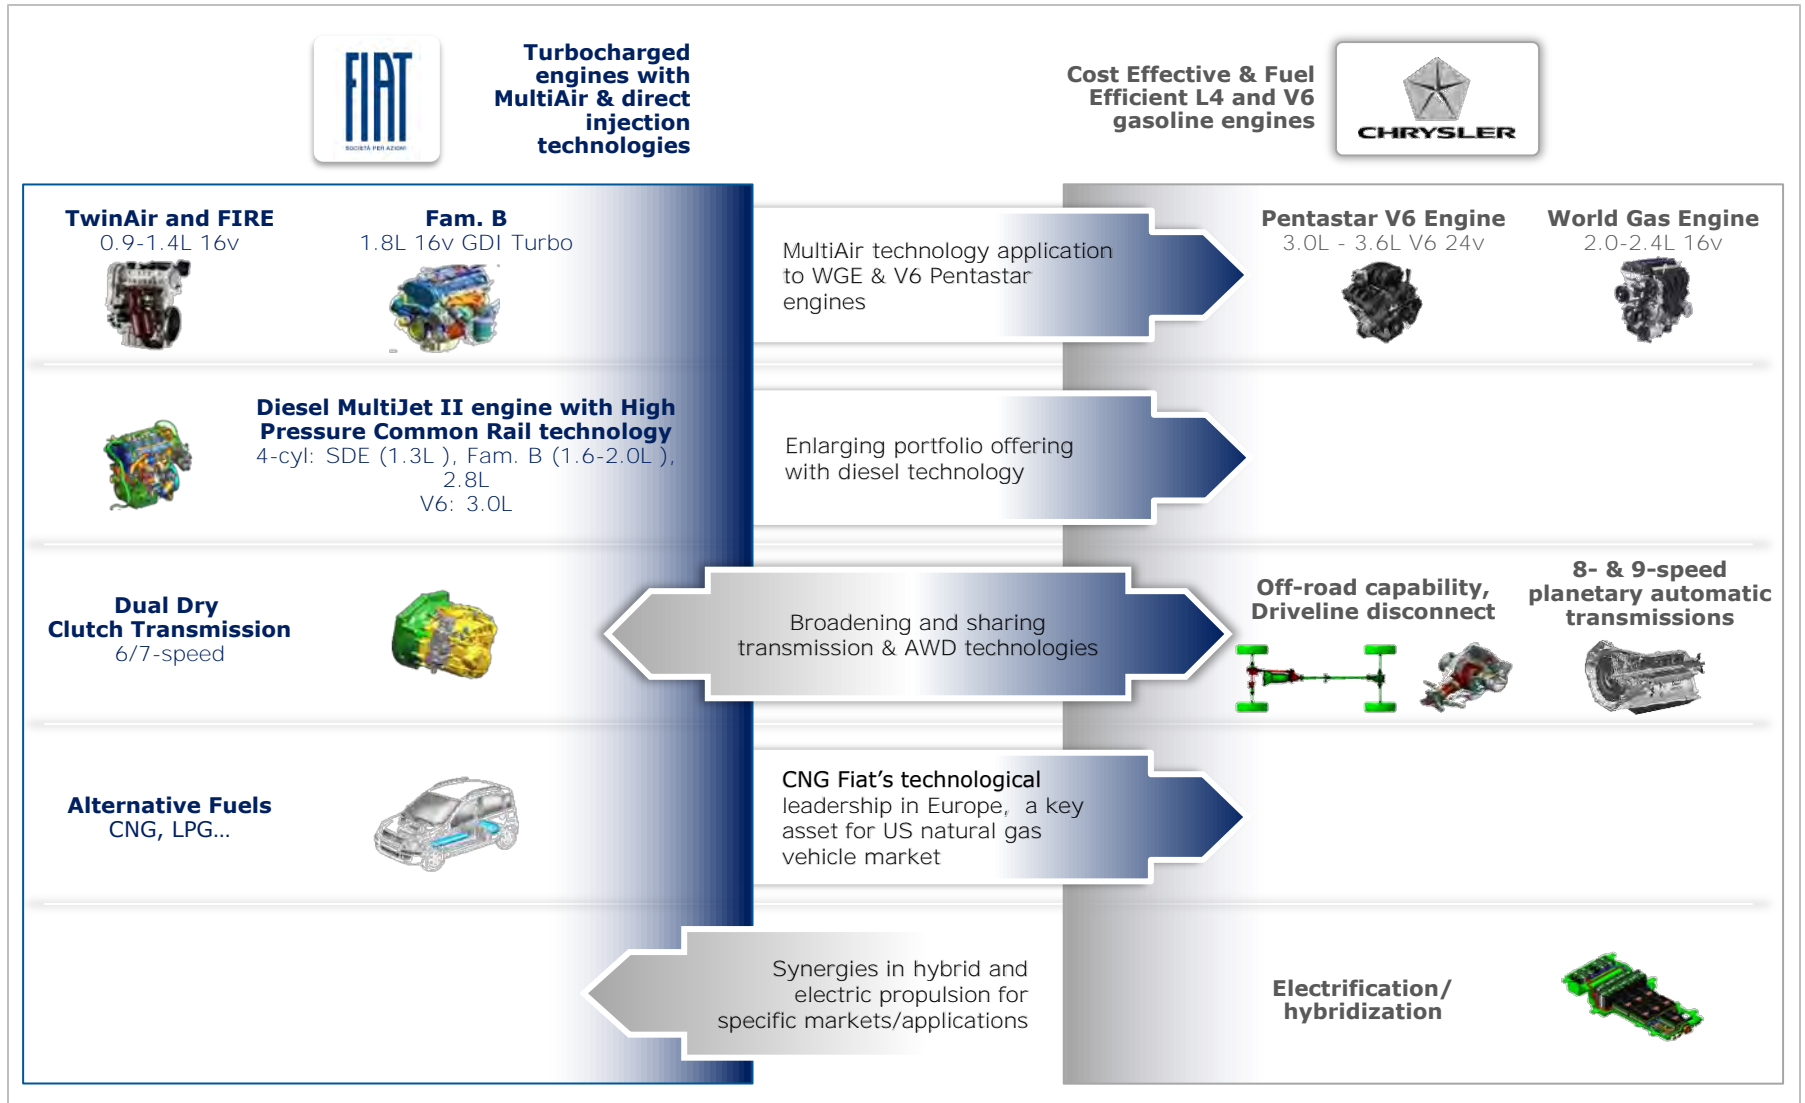 FIAT
SOCIETÀ PER AZIONI
Turbocharged
engines with
MultiAir & direct
injection
technologies
Cost Effective & Fuel
Efficient L4 and V6
gasoline engines
CHRYSLER
TwinAir and FIRE
0.9-1.4L 16v
Fam. B
1.8L 16v GDI Turbo
MultiAir technology application
to WGE & V6 Pentastar
engines
Pentastar V6 Engine
3.0L - 3.6L V6 24v
World Gas Engine
2.0-2.4L 16v
Diesel MultiJet II engine with High
Pressure Common Rail technology
4-cyl: SDE (1.3L ), Fam. B (1.6-2.0L ),
2.8L
V6: 3.0L
Enlarging portfolio offering
with diesel technology
Dual Dry
Clutch Transmission
6/7-speed
Broadening and sharing
transmission & AWD technologies
Off-road capability,
Driveline disconnect
8- & 9-speed
planetary automatic
transmissions
Alternative Fuels
CNG, LPG…
CNG Fiat’s technological
leadership in Europe, a key
asset for US natural gas
vehicle market
Synergies in hybrid and
electric propulsion for
specific markets/applications
Electrification/
hybridization